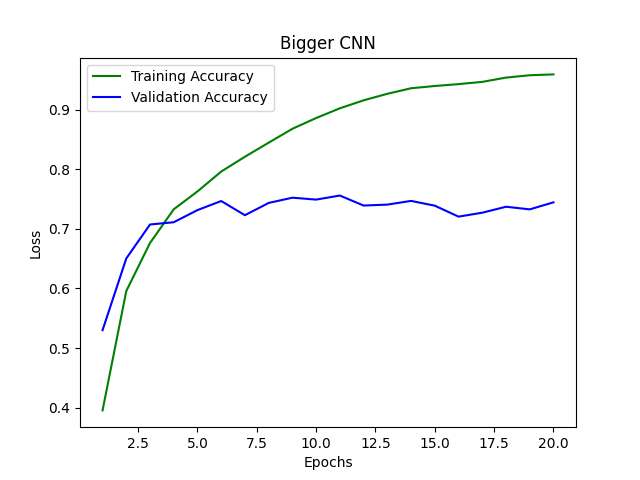 Bigger CNN
Training Accuracy
Validation Accuracy
Loss
0.9
0.8
0.7
0.6
0.5
0.4
2.5 5.0 7.5 10.0 12.5 15.0 17.5 20.0
Epochs